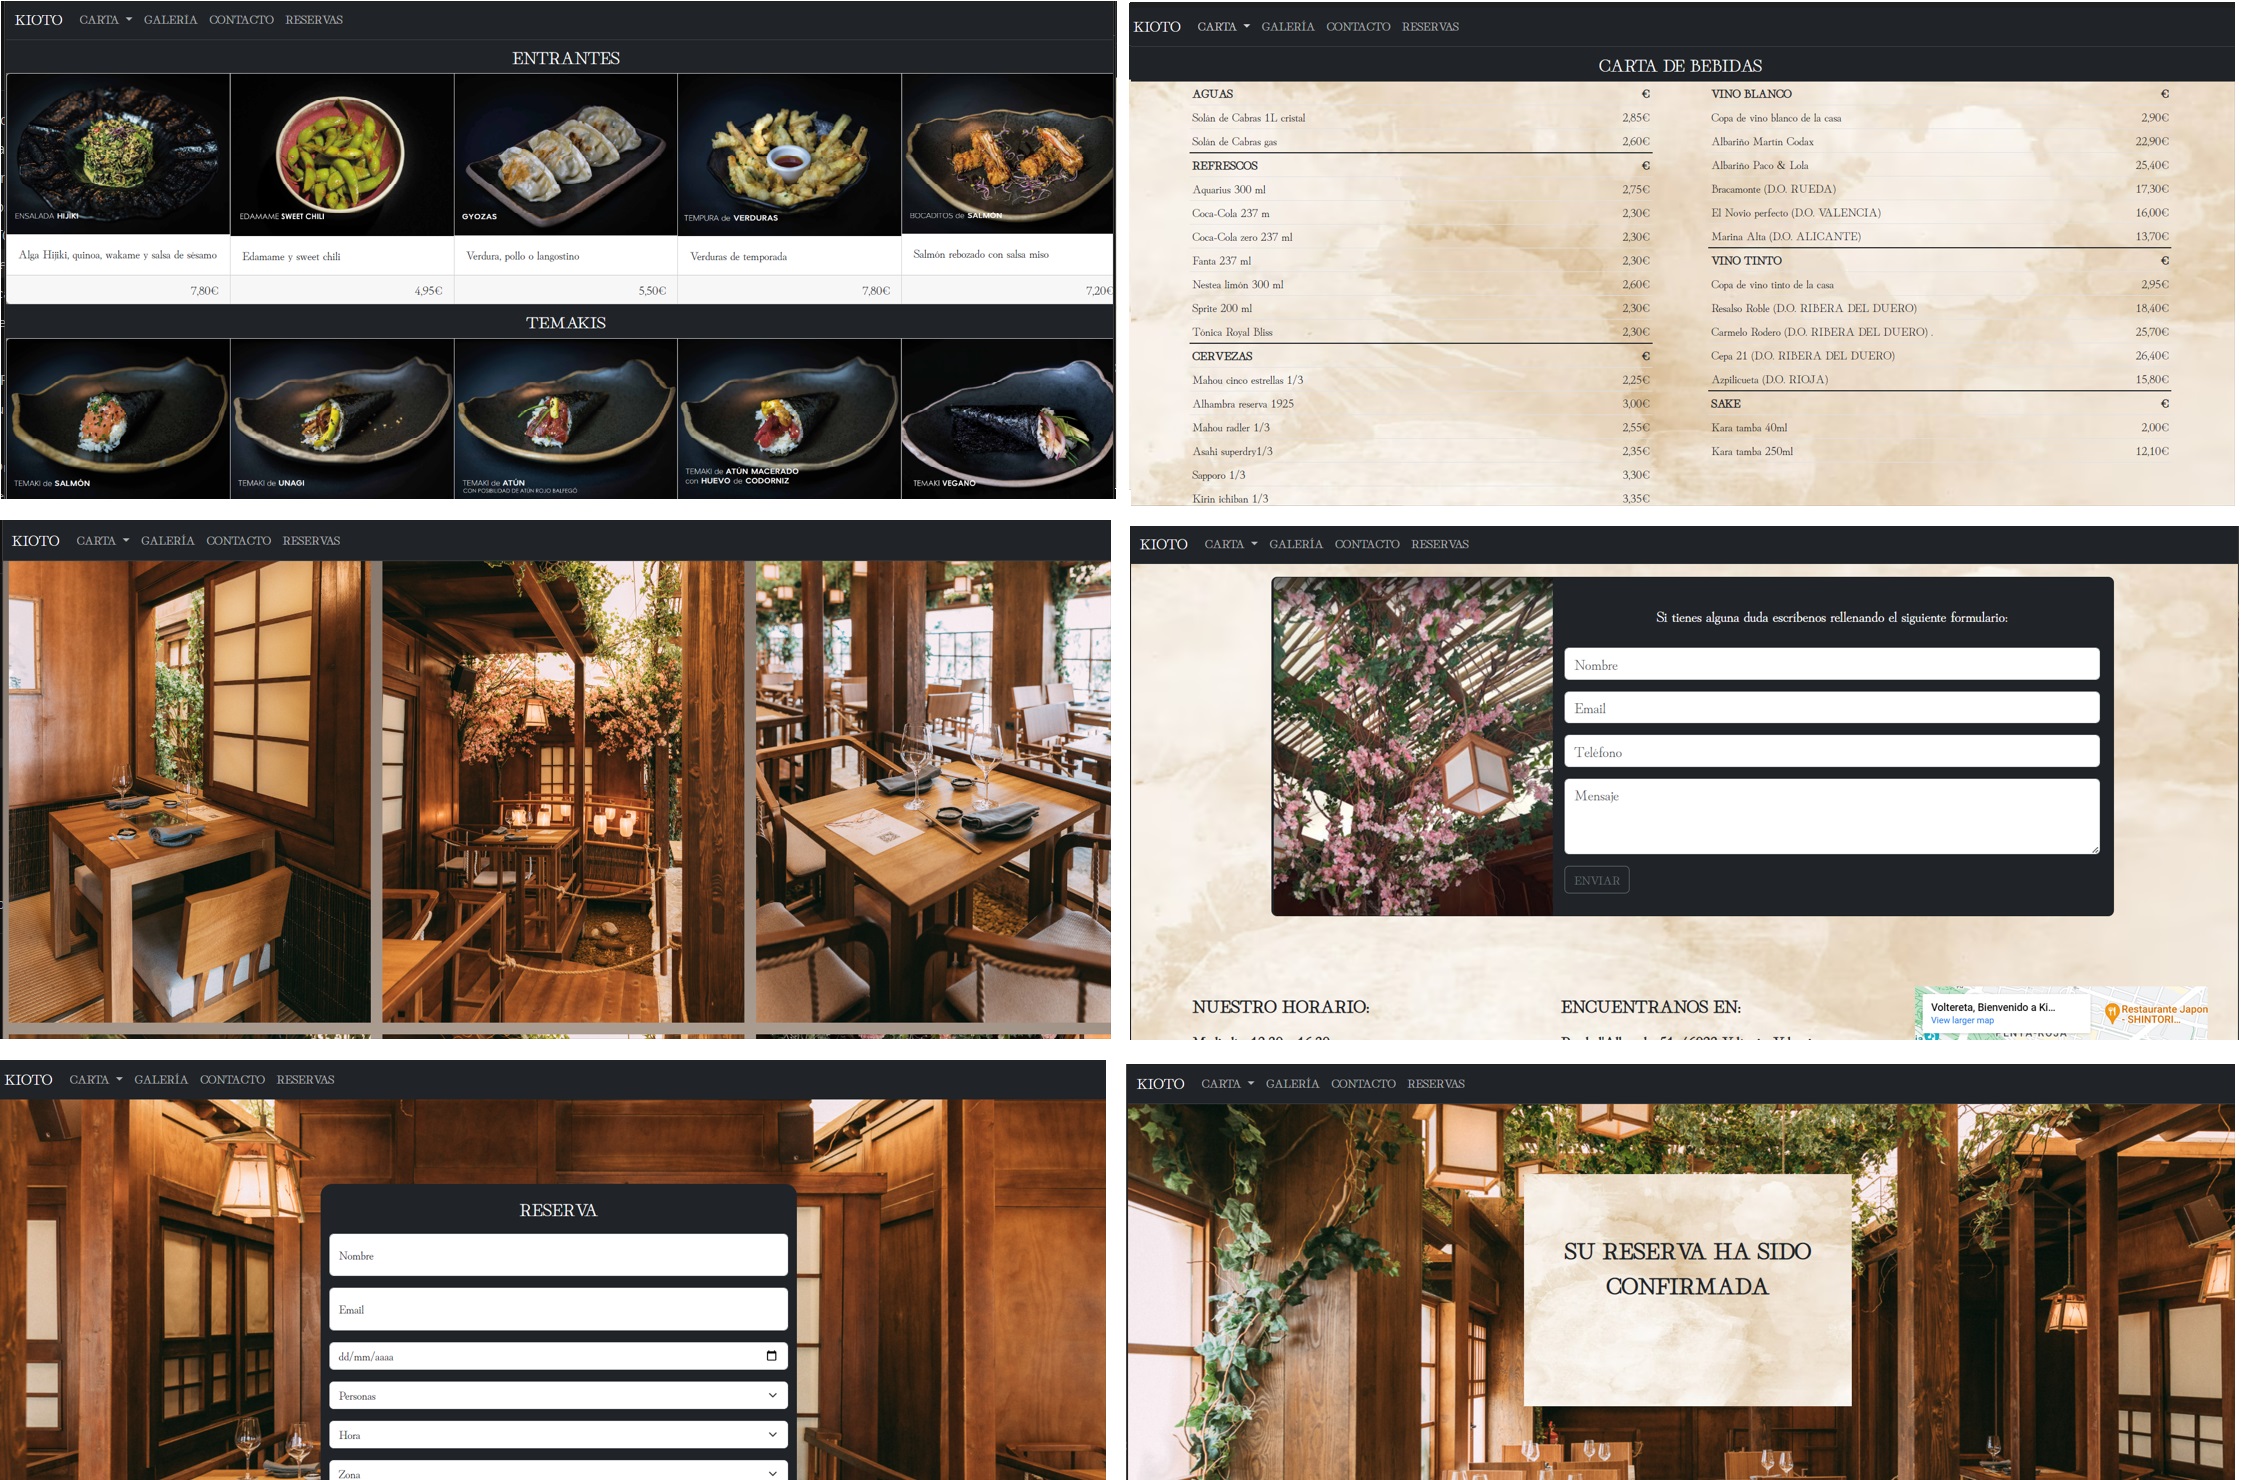 KIOTO CARTA GALERÍA CONTACTO RESERVAS
ENTRANTES
ENSALADA HIJIKI
EDAMAME SWEET CHILI
GYOZAS
TEMPURA de VERDURAS
BOCADITOS de SALMÓN
Alga Hijiki, quinoa, wakame y salsa de sésamo
Edamame y sweet chili
Verdura, pollo o langostino
Verduras de temporada
Salmón rebozado con salsa miso
7,80€
4,95€
5,50€
7,80€
7,20€
TEMAKIS
TEMAKI de SALMÓN
TEMAKI de UNAGI
TEMAKI de ATÚN
CON POSIBILIDAD DE ATÚN ROJO BALFEGÓ
TEMAKI de ATÚN MACERADO
con HUEVO de CODORNIZ
TEMAKI VEGANO
KIOTO CARTA GALERÍA CONTACTO RESERVAS
CARTA DE BEBIDAS
AGUAS €
Solán de Cabras 1L cristal 2,85€
Solán de Cabras gas 2,60€
REFRESCOS €
Aquarius 300 ml 2,75€
Coca-Cola 237 m 2,30€
Coca-Cola zero 237 ml 2,30€
Fanta 237 ml 2,30€
Nestea limón 300 ml 2,60€
Sprite 200 ml 2,30€
Tónica Royal Bliss 2,30€
CERVEZAS €
Mahou cinco estrellas 1/3 2,25€
Alhambra reserva 1925 3,00€
Mahou radler 1/3 2,55€
Asahi superdry1/3 2,35€
Sapporo 1/3 3,30€
Kirin ichiban 1/3 3,35€
VINO BLANCO €
Copa de vino blanco de la casa 2,90€
Albariño Martin Codax 22,90€
Albariño Paco & Lola 25,40€
Bracamonte (D.O. RUEDA) 17,30€
El Novio perfecto (D.O. VALENCIA) 16,00€
Marina Alta (D.O. ALICANTE) 13,70€
VINO TINTO €
Copa de vino tinto de la casa 2,95€
Resalso Roble (D.O. RIBERA DEL DUERO) 18,40€
Carmelo Rodero (D.O. RIBERA DEL DUERO) . 25,70€
Cepa 21 (D.O. RIBERA DEL DUERO) 26,40€
Azpilicueta (D.O. RIOJA) 15,80€
SAKE €
Kara tamba 40ml 2,00€
Kara tamba 250ml 12,10€
KIOTO CARTA GALERÍA CONTACTO RESERVAS
KIOTO CARTA GALERÍA CONTACTO RESERVAS
Si tienes alguna duda escríbenos rellenando el siguiente formulario:
Nombre
Email
Teléfono
Mensaje
ENVIAR
NUESTRO HORARIO:
ENCUENTRANOS EN:
Voltereta, Bienvenido a Ki...
View larger map
Restaurante Japon
- SHINTORI...
KIOTO CARTA GALERÍA CONTACTO RESERVAS
RESERVA
Nombre
Email
dd/mm/aaaa
Personas
Hora
Zona
KIOTO CARTA GALERÍA CONTACTO RESERVAS
SU RESERVA HA SIDO
CONFIRMADA